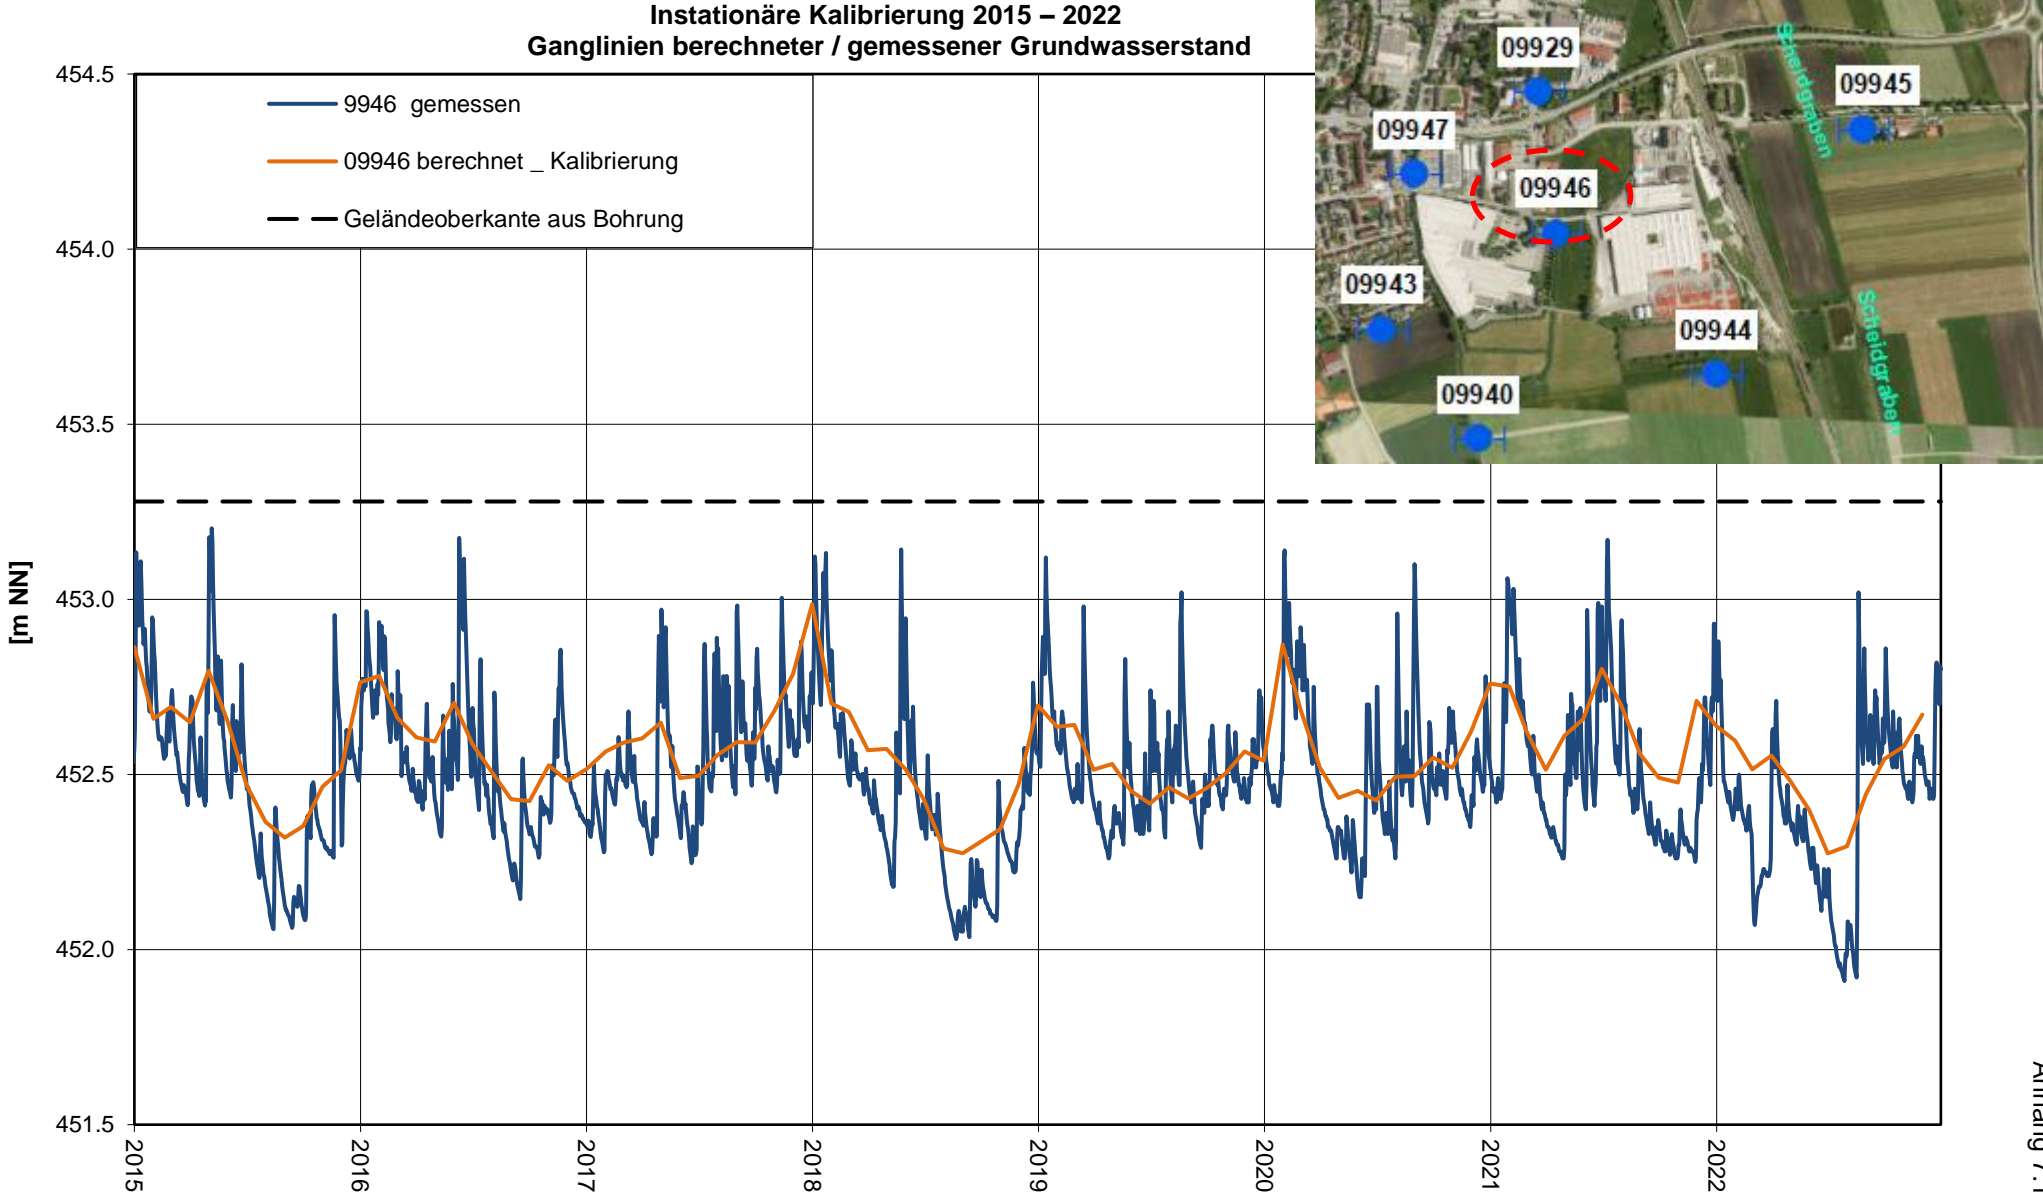 Instationäre Kalibrierung 2015 – 2022
Ganglinien berechneter / gemessener Grundwasserstand
9946 gemessen
09946 berechnet _ Kalibrierung
Geländeoberkante aus Bohrung
[m NN]
454.5
454.0
453.5
453.0
452.5
452.0
451.5
2015
2016
2017
2018
2019
2020
2021
2022
09929
09945
09947
09946
09943
09944
09940
Scheidgraben
Scheidgraben